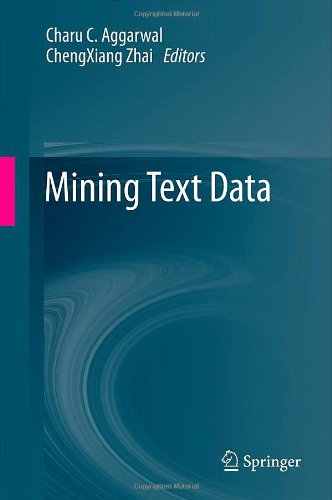 Charu C. Aggarwal
ChengXiang Zhai Editors
Mining Text Data
Springer